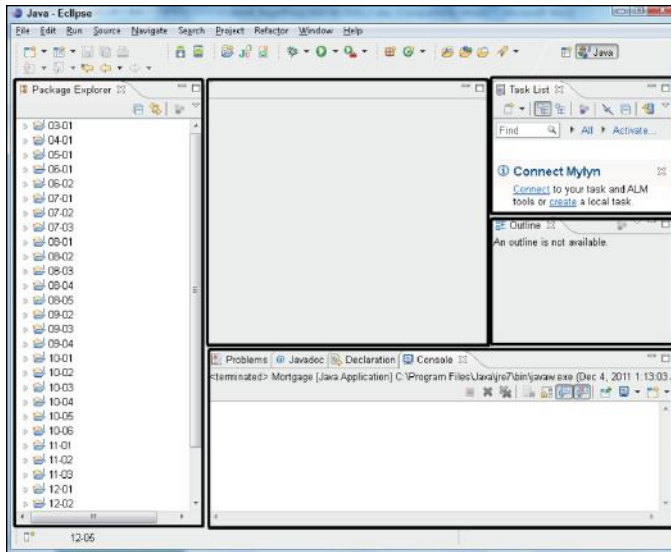 Java - Eclipse
File Edit Run Source Navigate Search Project Refactor Window Help
Java
Package Explorer
03-01
04-01
05-01
06-01
06-02
07-01
07-02
07-03
08-01
08-02
08-03
08-04
08-05
09-02
09-03
09-04
10-01
10-02
10-03
10-04
10-05
10-06
11-01
11-02
11-03
12-01
12-02
Task List
Find All Activate...
Connect Mylyn
Connect to your task and ALM
tools or create a local task.
Outline
An outline is not available.
Problems @ Javadoc Declaration Console
<terminated> Mortgage [Java Application] C:\Program Files\Java\jre7\bin\javaw.exe (Dec 4, 2011 1:13:03
12-05